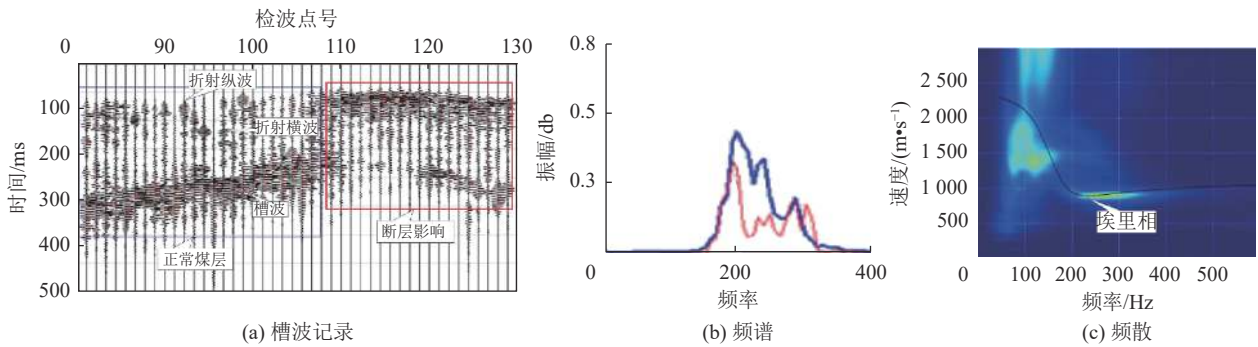 检波点号
0 90 100 110 120 130
100
200
300
400
500
时间/ms
折射纵波
折射横波
槽波
正常煤层
断层影响
(a) 槽波记录
0.8
0.5
0.3
振幅/db
0 200 400
频率
(b) 频谱
2 500
2 000
1 500
1 000
500
0
速度/(m•s⁻¹)
埃里相
100 200 300 400 500
频率/Hz
(c) 频散